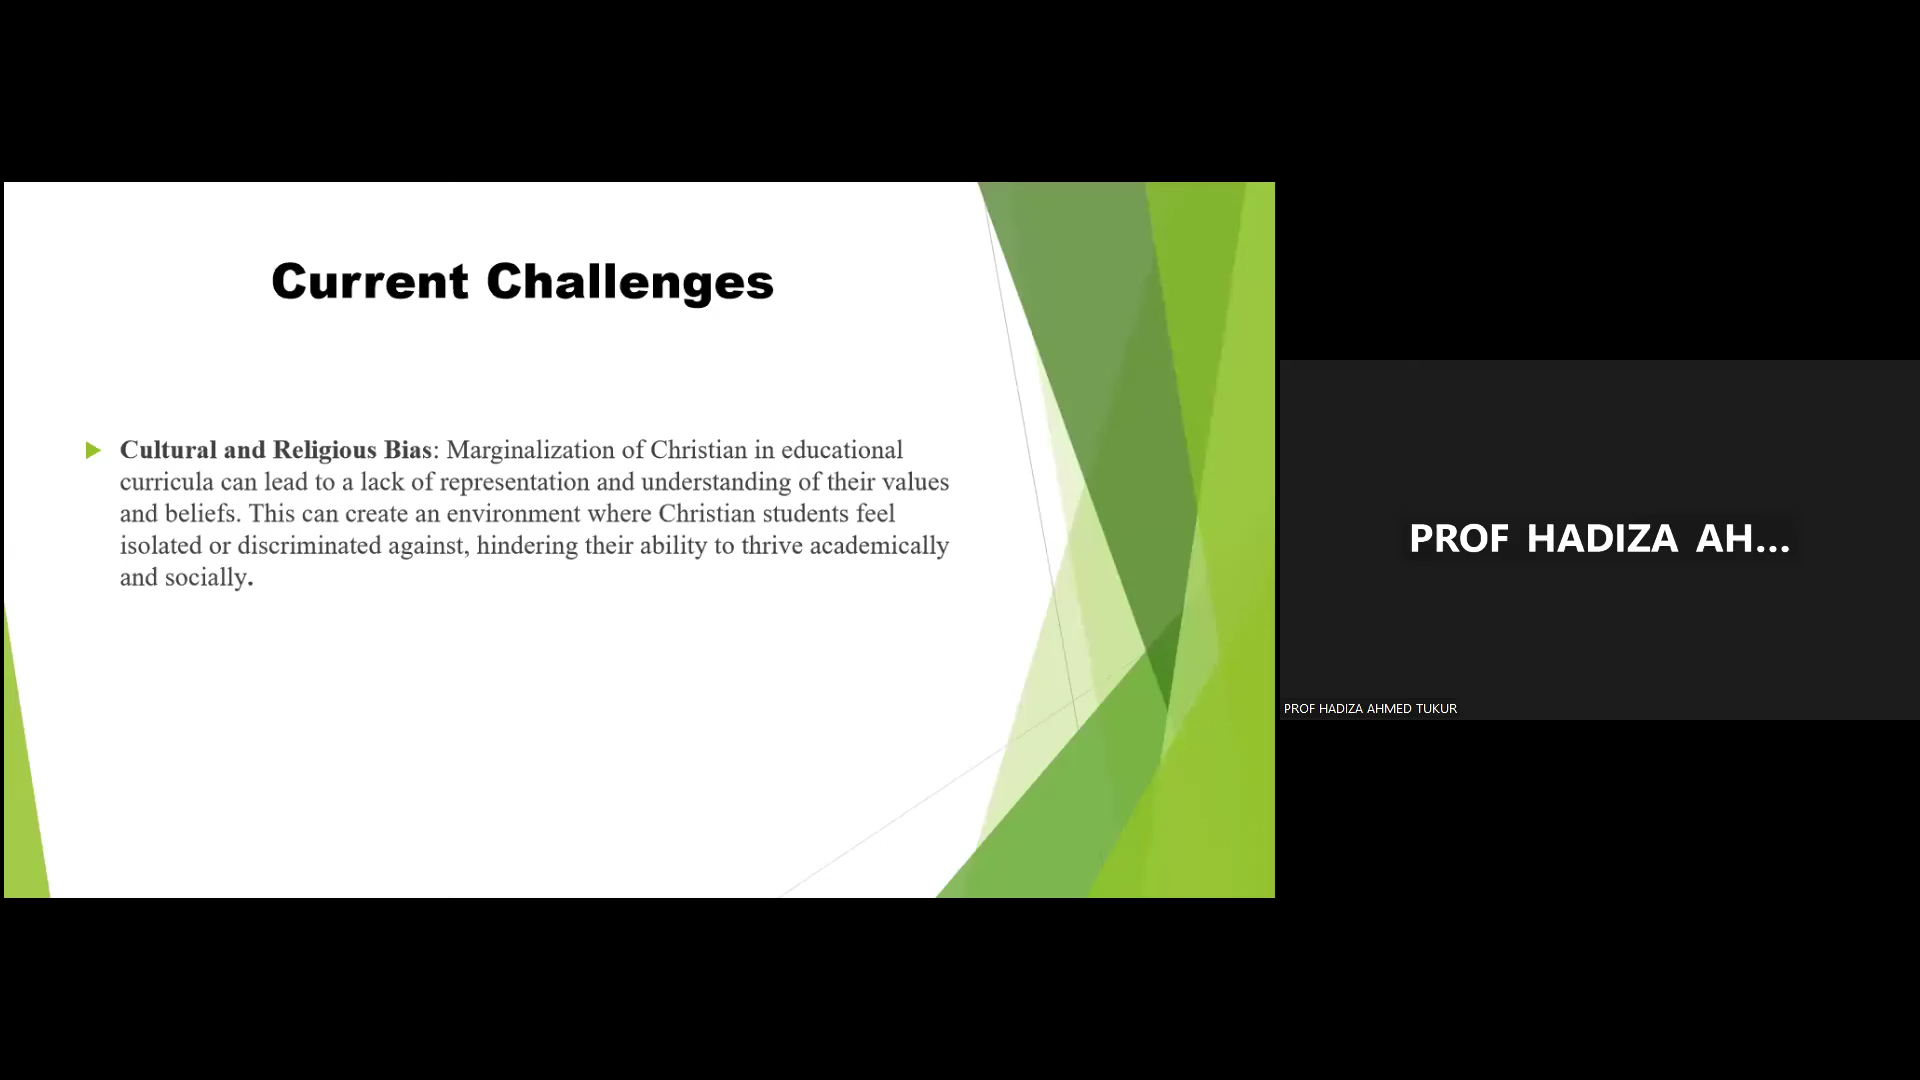 Current Challenges
Cultural and Religious Bias: Marginalization of Christian in educational
curricula can lead to a lack of representation and understanding of their values
and beliefs. This can create an environment where Christian students feel
isolated or discriminated against, hindering their ability to thrive academically
and socially.
PROF HADIZA AH...
PROF HADIZA AHMED TUKUR